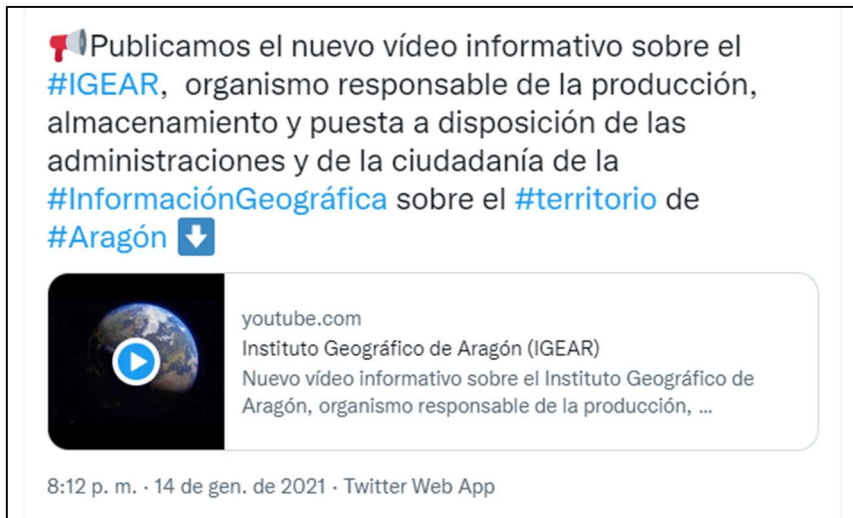 📢Publicamos el nuevo vídeo informativo sobre el
#IGEAR, organismo responsable de la producción,
almacenamiento y puesta a disposición de las
administraciones y de la ciudadanía de la
#InformaciónGeográfica sobre el #territorio de
#Aragón ⬇️
youtube.com
Instituto Geográfico de Aragón (IGEAR)
Nuevo vídeo informativo sobre el Instituto Geográfico de
Aragón, organismo responsable de la producción, ...
8:12 p. m. · 14 de gen. de 2021 · Twitter Web App